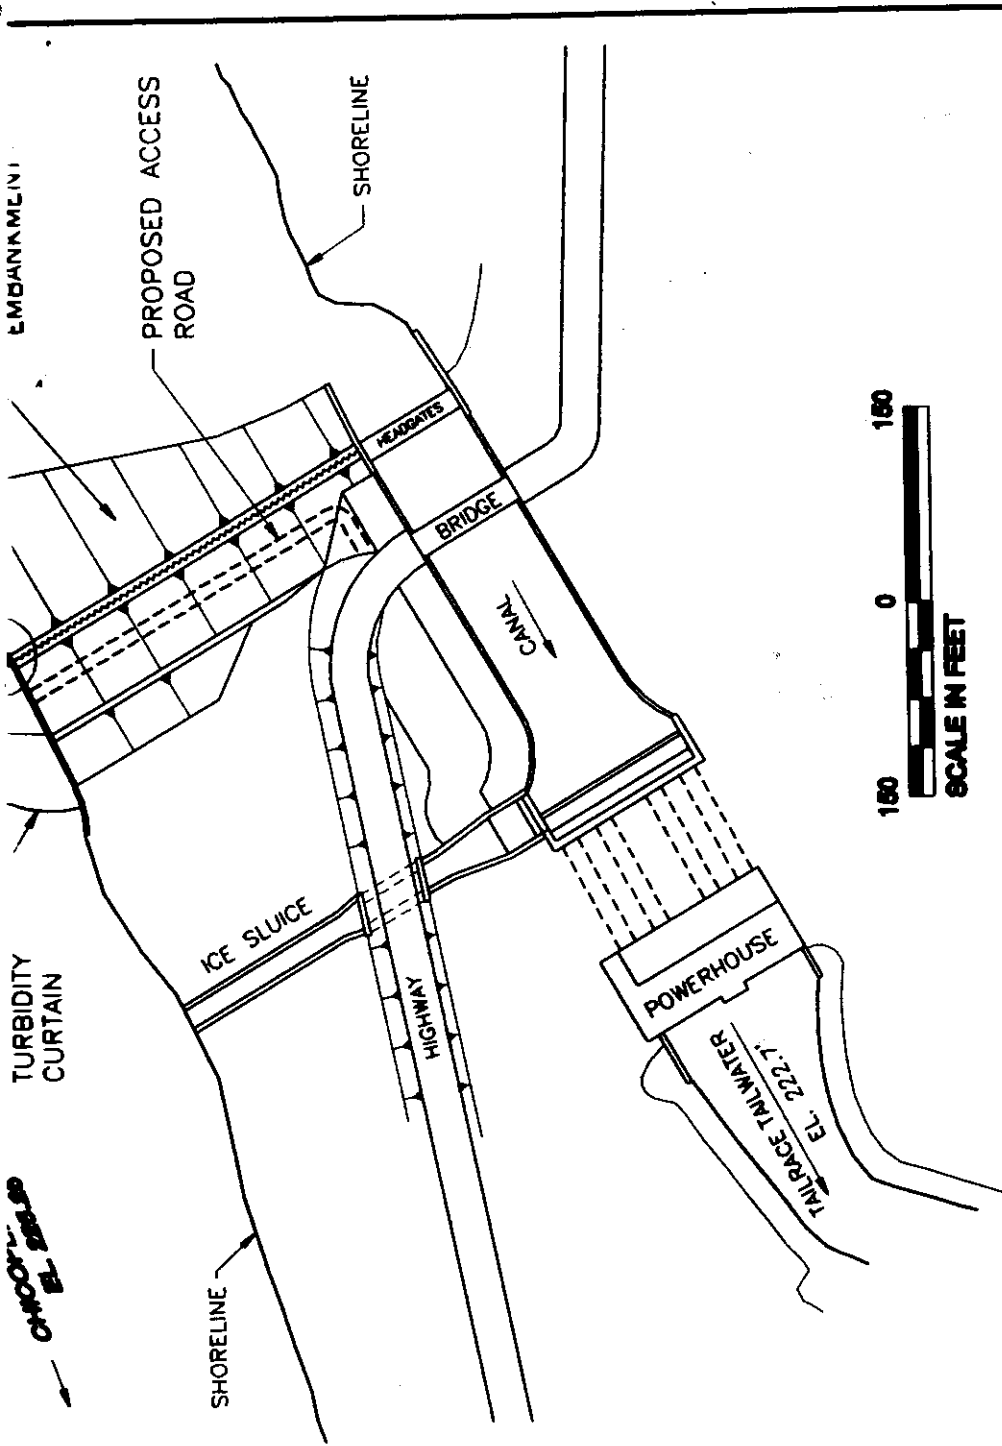 EMBANKMENT
PROPOSED ACCESS
ROAD
SHORELINE
HEADGATES
BRIDGE
CANAL
TURBIDITY
CURTAIN
ICE SLUICE
HIGHWAY
POWERHOUSE
TAILRACE TAILWATER
EL. 222.7'
SHORELINE
EL.
150 0 150
SCALE IN FEET